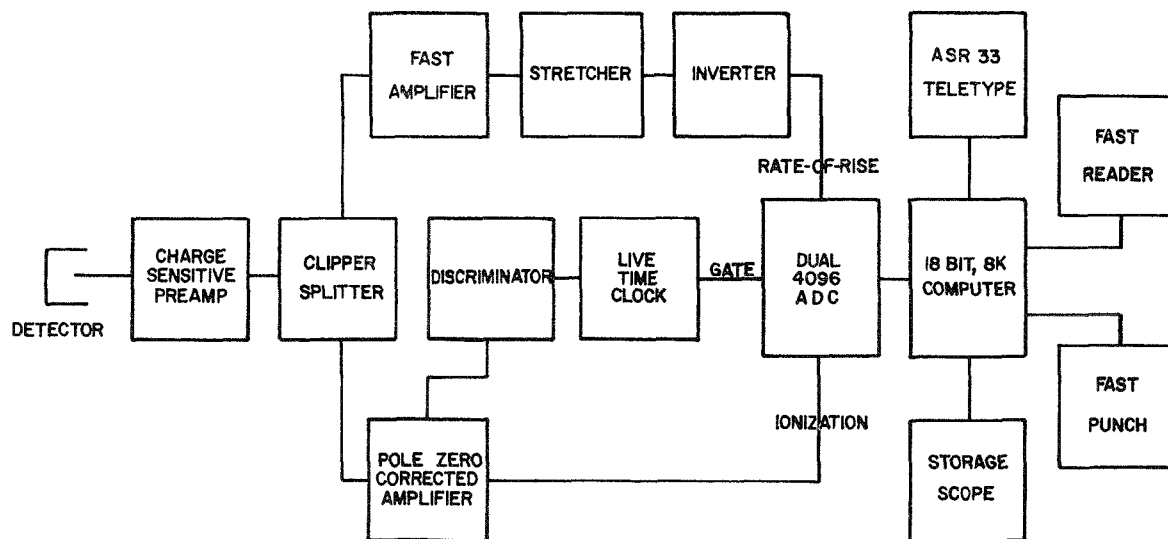 FAST
AMPLIFIER
STRETCHER
INVERTER
ASR 33
TELETYPE
FAST
READER
RATE-OF-RISE
DETECTOR
CHARGE
SENSITIVE
PREAMP
CLIPPER
SPLITTER
DISCRIMINATOR
LIVE
TIME
CLOCK
GATE
DUAL
4096
ADC
18 BIT, 8K
COMPUTER
IONIZATION
POLE ZERO
CORRECTED
AMPLIFIER
STORAGE
SCOPE
FAST
PUNCH